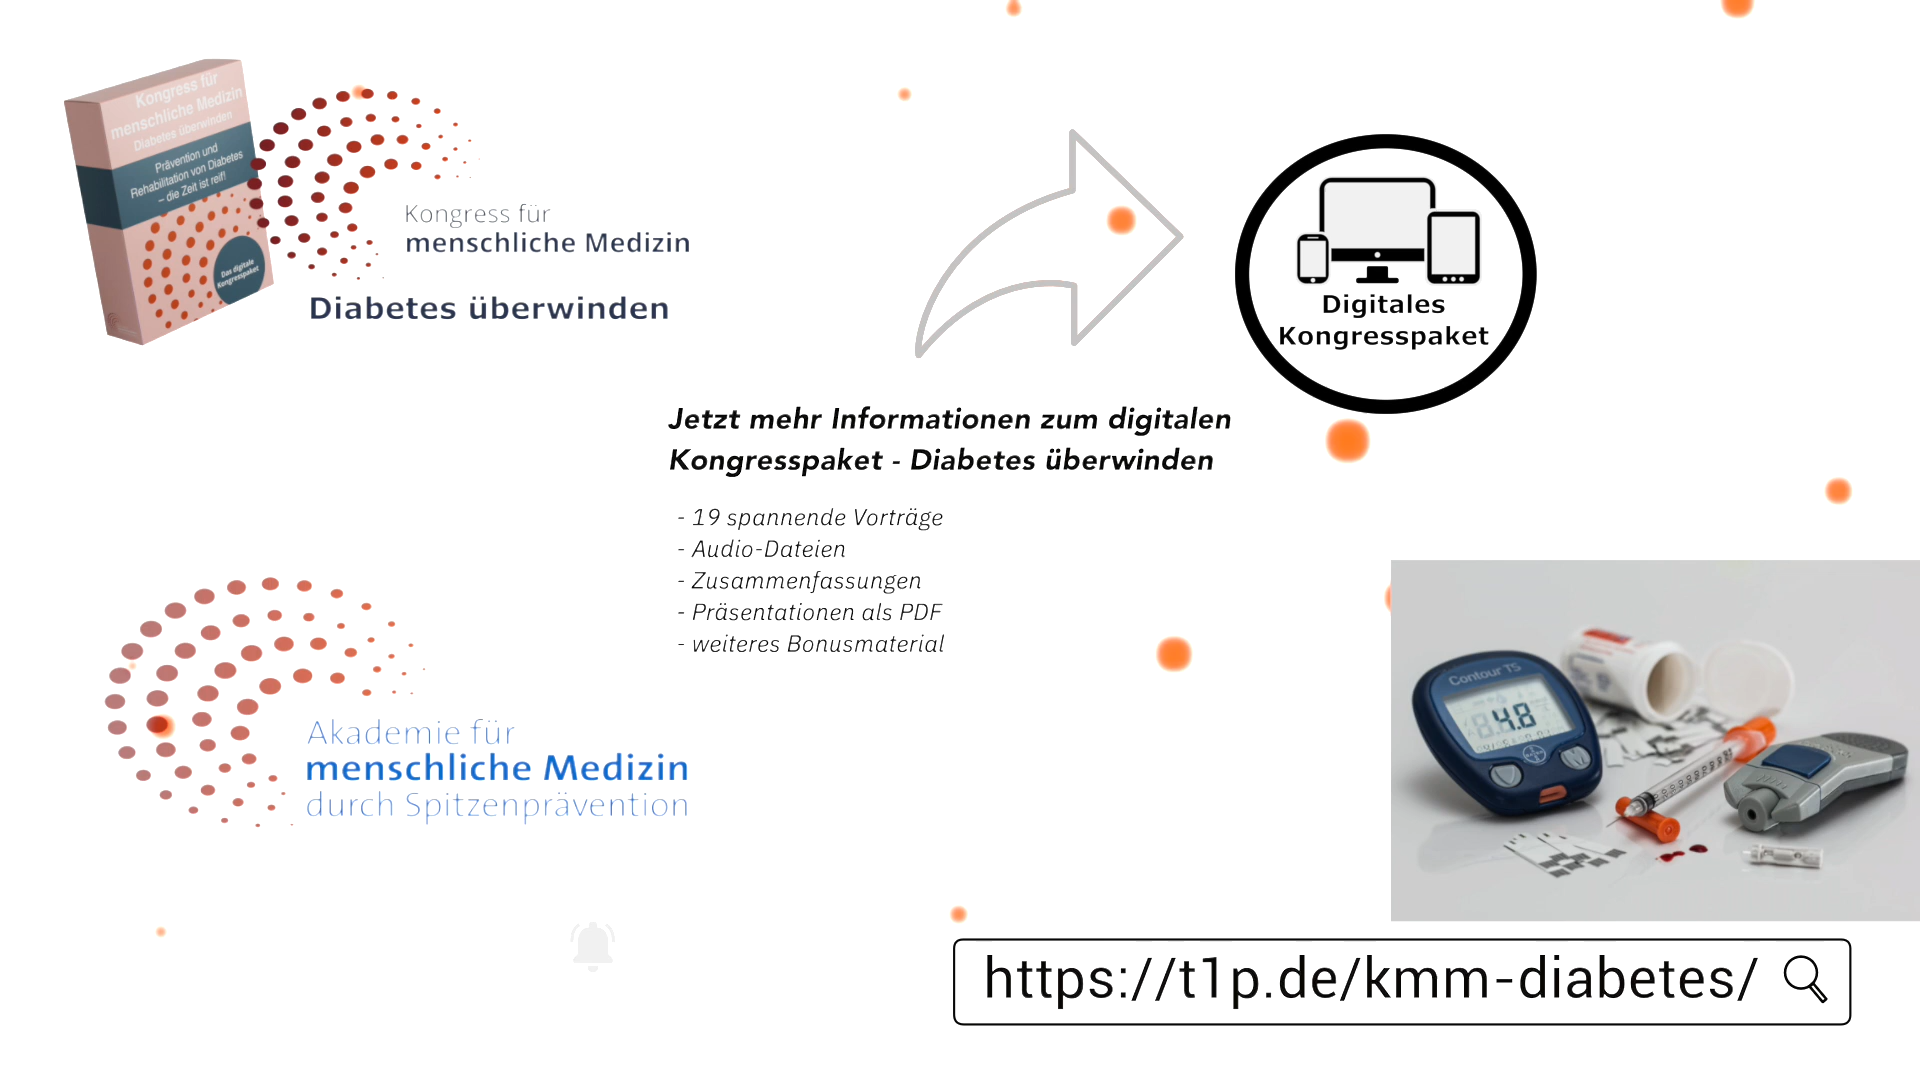 Kongress für
menschliche Medizin
Diabetes überwinden
Prävention und
Rehabilitation von Diabetes
– die Zeit ist reif!
Das digitale
Kongresspaket
Kongress für
menschliche Medizin
Diabetes überwinden
Digitales
Kongresspaket
Jetzt mehr Informationen zum digitalen
Kongresspaket - Diabetes überwinden
- 19 spannende Vorträge
- Audio-Dateien
- Zusammenfassungen
- Präsentationen als PDF
- weiteres Bonusmaterial
Akademie für
menschliche Medizin
durch Spitzenprävention
Contour TS
4.8
https://t1p.de/kmm-diabetes/